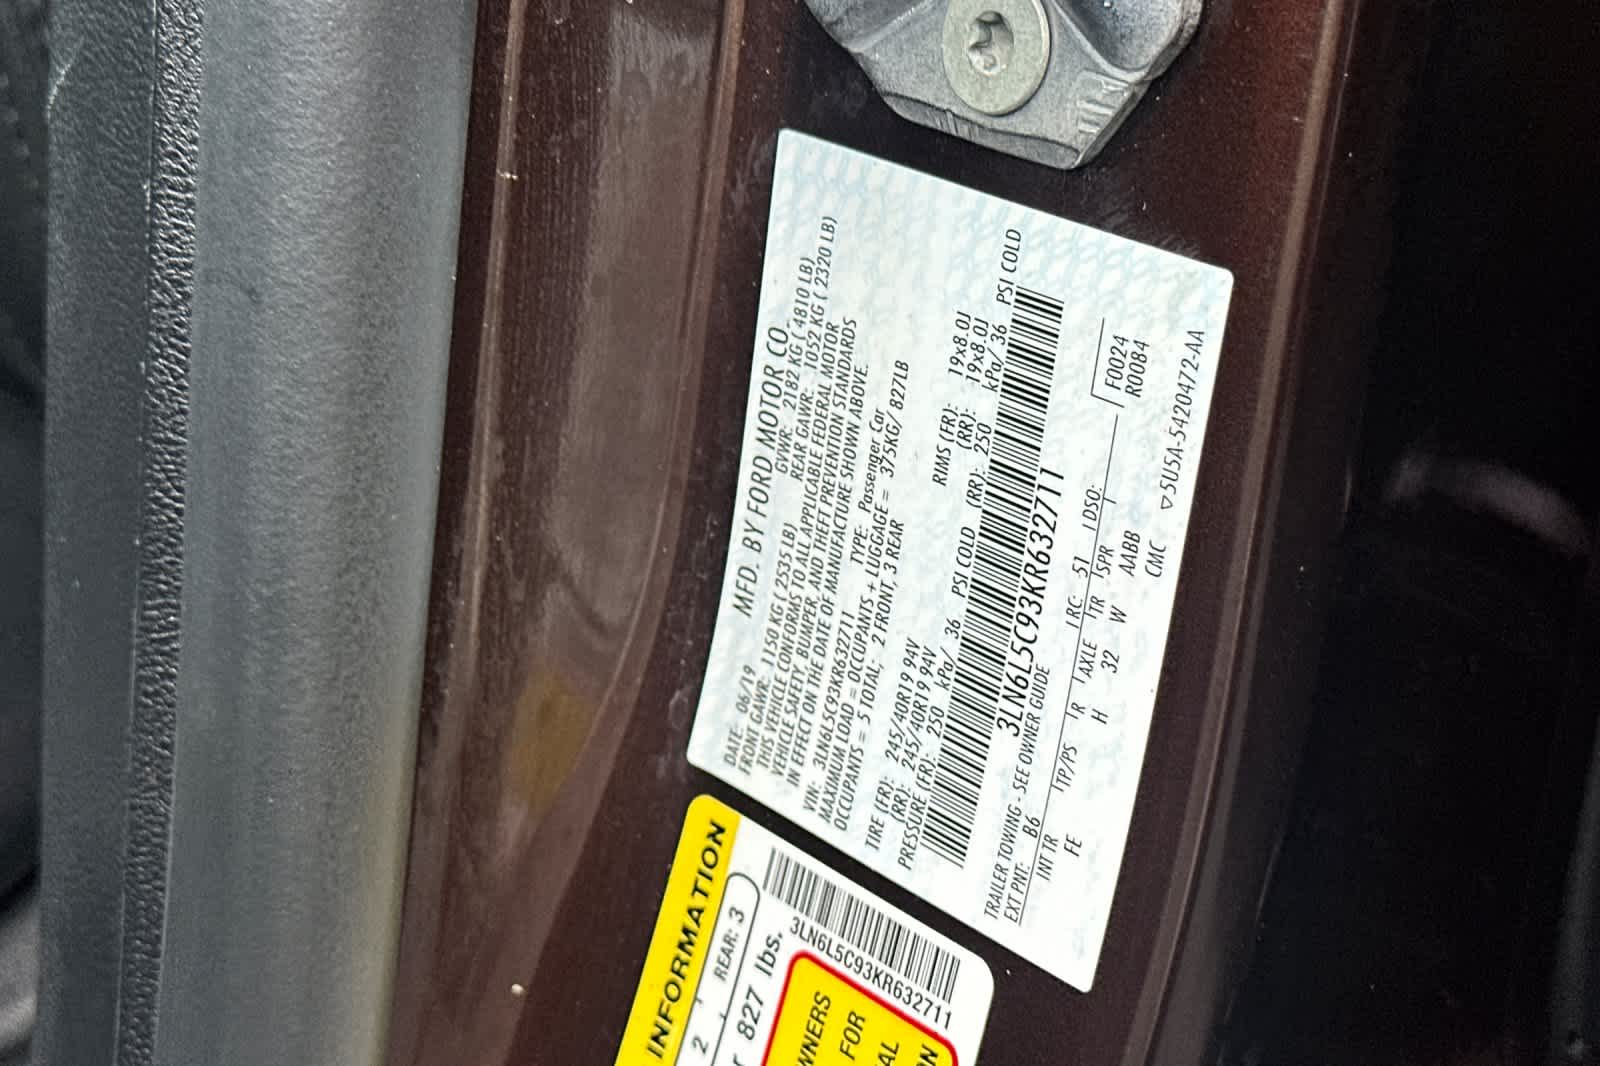 MFD. BY FORD MOTOR CO.
DATE: 06/19 GVWR: 2182 KG ( 4810 LB)
FRONT GAWR: 1150 KG ( 2535 LB) REAR GAWR: 1052 KG ( 2320 LB)
THIS VEHICLE CONFORMS TO ALL APPLICABLE FEDERAL MOTOR
VEHICLE SAFETY, BUMPER, AND THEFT PREVENTION STANDARDS
IN EFFECT ON THE DATE OF MANUFACTURE SHOWN ABOVE.
VIN: 3LN6L5C93KR632711 TYPE: Passenger Car
MAXIMUM LOAD = OCCUPANTS + LUGGAGE = 375KG/ 827LB
OCCUPANTS = 5 TOTAL; 2 FRONT, 3 REAR
TIRE (FR): 245/40R19 94V RIMS (FR): 19x8.0J
(RR): 245/40R19 94V (RR): 19x8.0J
PRESSURE (FR): 250 kPa/ 36 PSI COLD (RR): 250 kPa/ 36 PSI COLD
3LN6L5C93KR632711
TRAILER TOWING - SEE OWNER GUIDE
EXT PNT: B6 RC: 51 DSO: F0024
INT TR TP/PS R AXLE TR SPR R0084
FE H 32 W AABB
CMC ▽5U5A-5420472-AA
INFORMATION
2 REAR: 3
827 lbs.
3LN6L5C93KR632711
WNERS
FOR